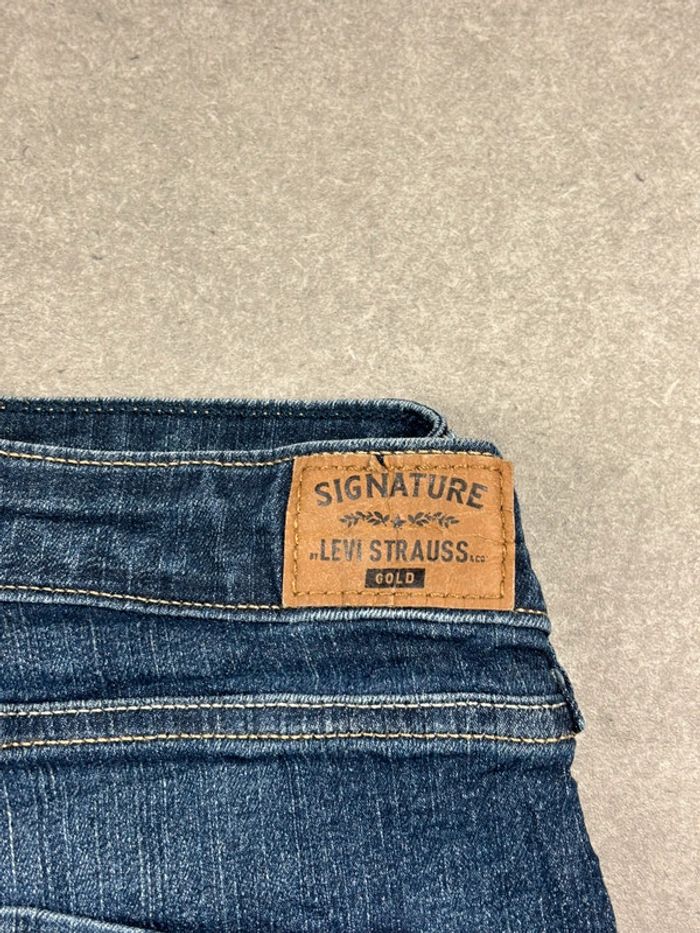 SIGNATURE
BY LEVI STRAUSS & CO
GOLD